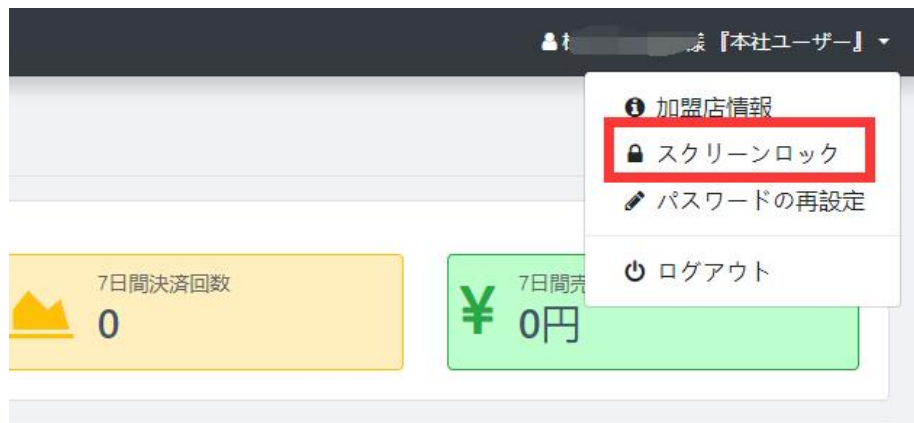 様『本社ユーザー』
加盟店情報
スクリーンロック
パスワードの再設定
ログアウト
7日間決済回数
0
7日間売
¥ 0円